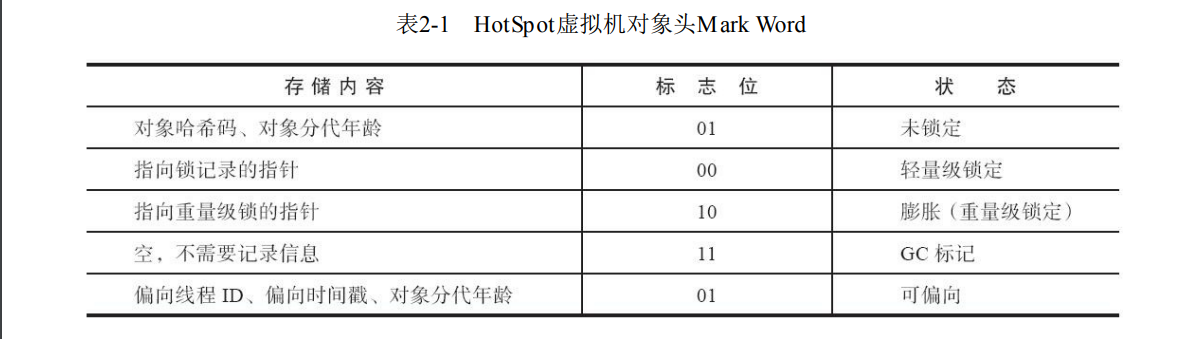 表2-1 HotSpot虚拟机对象头Mark Word
存储内容 标志位 状态
对象哈希码、对象分代年龄 01 未锁定
指向锁记录的指针 00 轻量级锁定
指向重量级锁的指针 10 膨胀（重量级锁定）
空，不需要记录信息 11 GC 标记
偏向线程 ID、偏向时间戳、对象分代年龄 01 可偏向